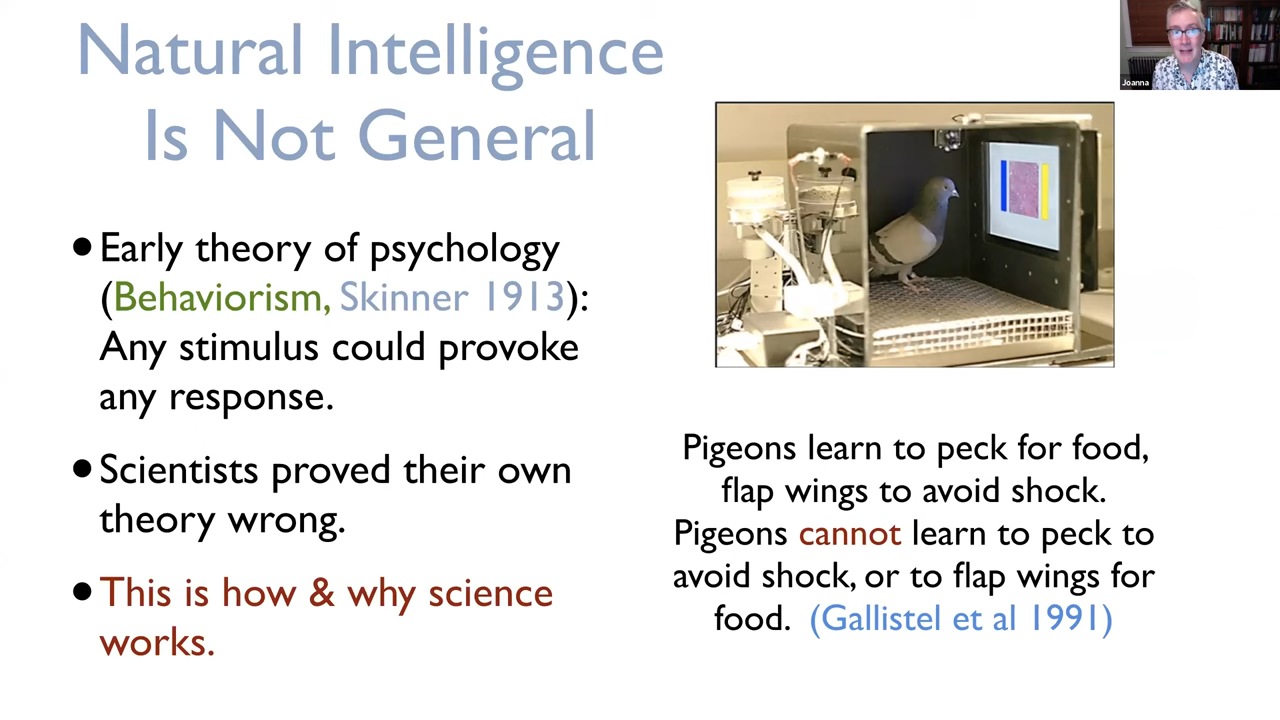 Natural Intelligence
Is Not General
Joanna
•Early theory of psychology
(Behaviorism, Skinner 1913):
Any stimulus could provoke
any response.
•Scientists proved their own
theory wrong.
•This is how & why science
works.
Pigeons learn to peck for food,
flap wings to avoid shock.
Pigeons cannot learn to peck to
avoid shock, or to flap wings for
food. (Gallistel et al 1991)